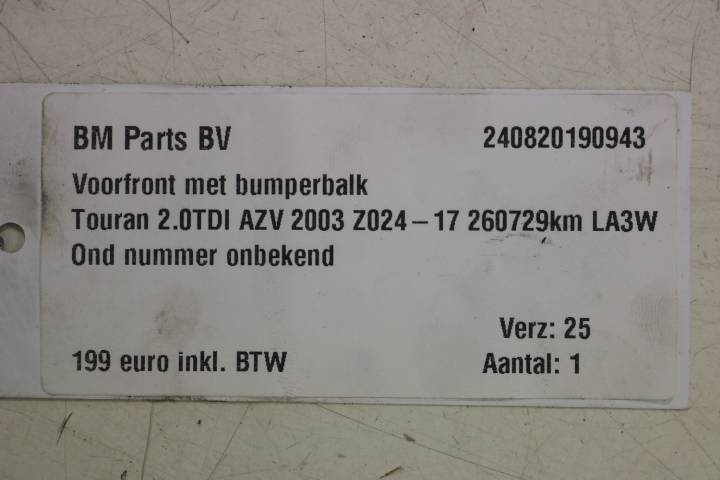 BM Parts BV 240820190943
Voorfront met bumperbalk
Touran 2.0TDI AZV 2003 Z024-17 260729km LA3W
Ond nummer onbekend
Verz: 25
199 euro inkl. BTW Aantal: 1